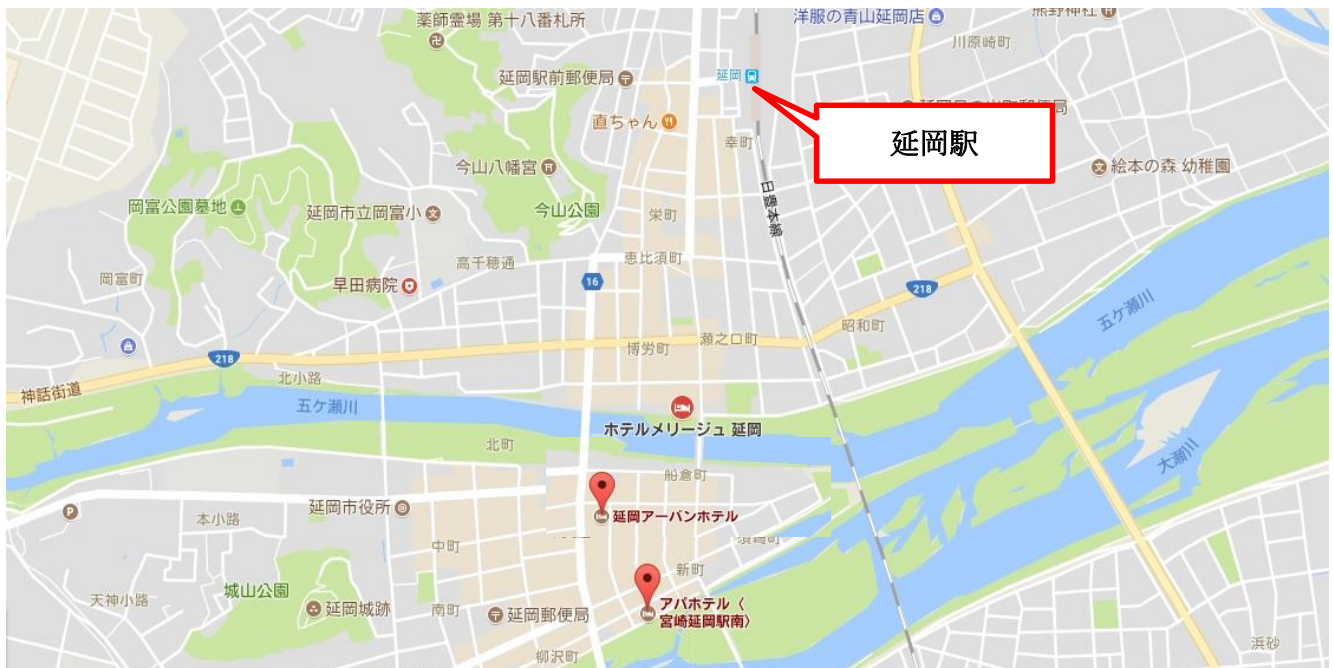 薬師霊場 第十八番札所
洋服の青山延岡店
川原崎町
延岡駅前郵便局
延岡
直ちゃん
延岡駅
幸町
今山八幡宮
絵本の森 幼稚園
日豊本線
岡富公園墓地
延岡市立岡富小
今山公園
栄町
高千穂通
恵比須町
岡富町
早田病院
16
218
五ケ瀬川
昭和町
瀬之口町
博労町
218
神話街道
北小路
五ケ瀬川
ホテルメリージュ 延岡
北町
船倉町
大瀬川
延岡市役所
本小路
延岡アーバンホテル
中町
新町
城山公園
天神小路
延岡城跡
南町
延岡郵便局
アパホテル〈
宮崎延岡駅南〉
柳沢町
浜砂